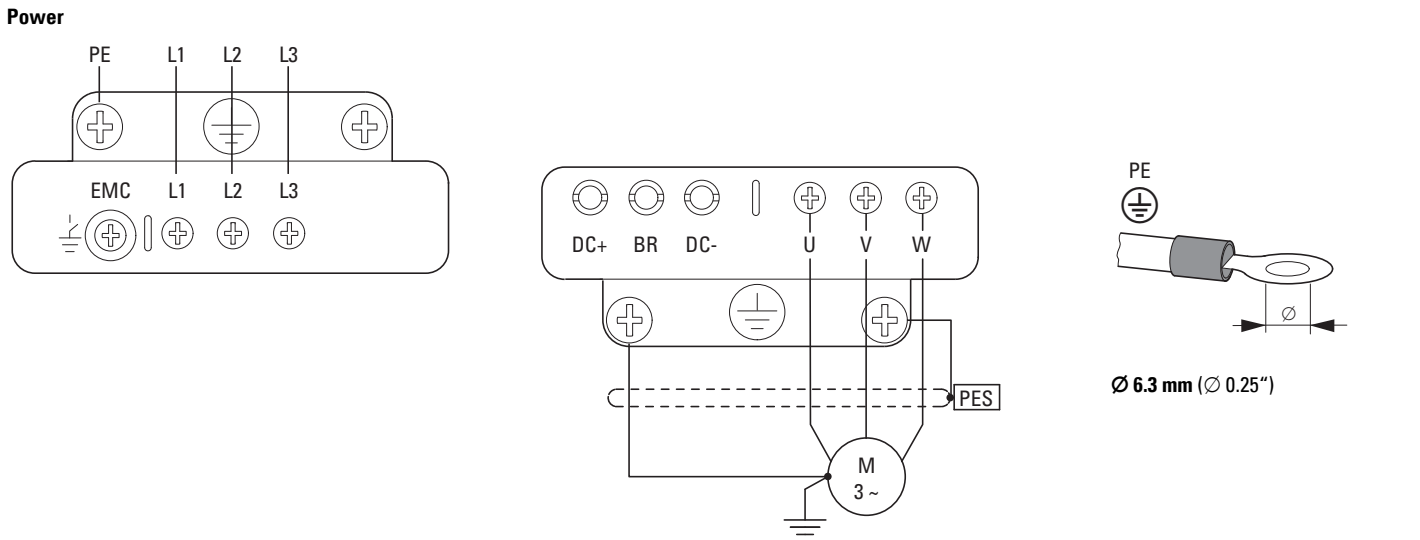 Power
PE L1 L2 L3
EMC L1 L2 L3
DC+ BR DC- U V W
PES
M
3 ~
PE
Ø
Ø 6.3 mm (Ø 0.25“)